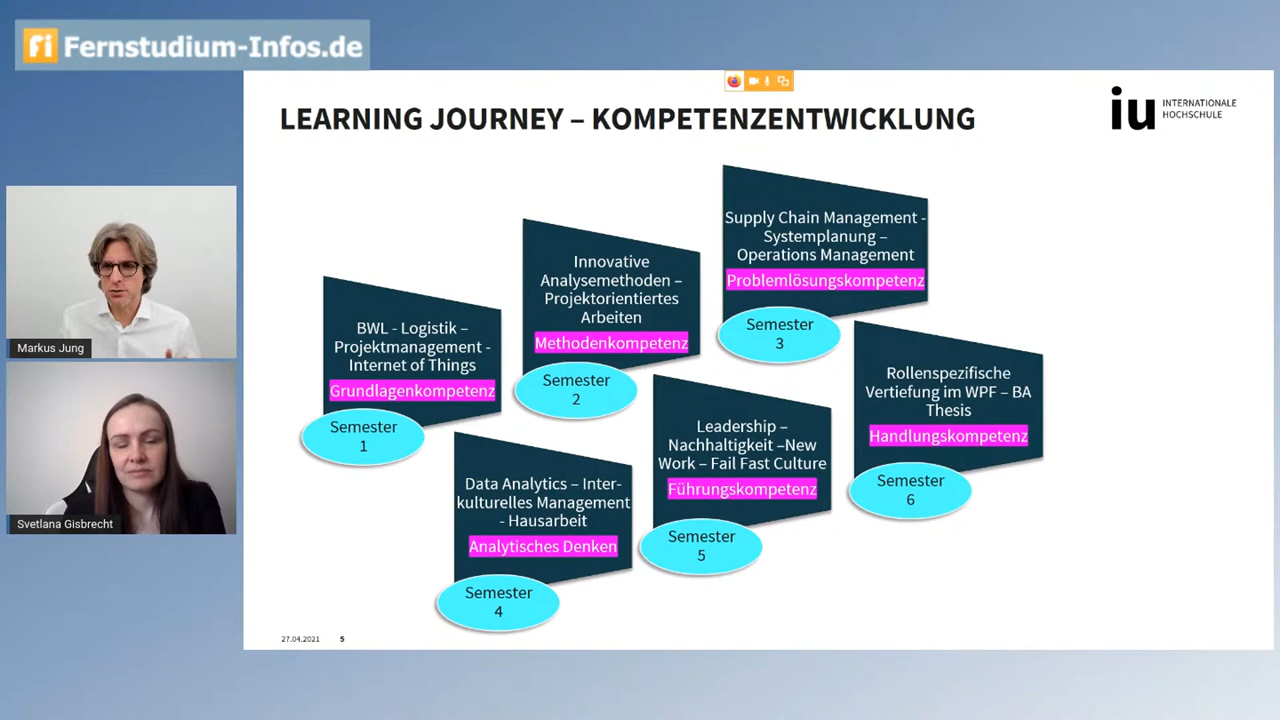 fi Fernstudium-Infos.de
LEARNING JOURNEY – KOMPETENZENTWICKLUNG
iu INTERNATIONALE
HOCHSCHULE
Markus Jung
Svetlana Gisbrecht
BWL - Logistik –
Projektmanagement -
Internet of Things
Grundlagenkompetenz
Semester
1
Innovative
Analysemethoden –
Projektorientiertes
Arbeiten
Methodenkompetenz
Semester
2
Supply Chain Management -
Systemplanung –
Operations Management
Problemlösungskompetenz
Semester
3
Data Analytics – Inter-
kulturelles Management
- Hausarbeit
Analytisches Denken
Semester
4
Leadership –
Nachhaltigkeit –New
Work – Fail Fast Culture
Führungskompetenz
Semester
5
Rollenspezifische
Vertiefung im WPF – BA
Thesis
Handlungskompetenz
Semester
6
27.04.2021 5